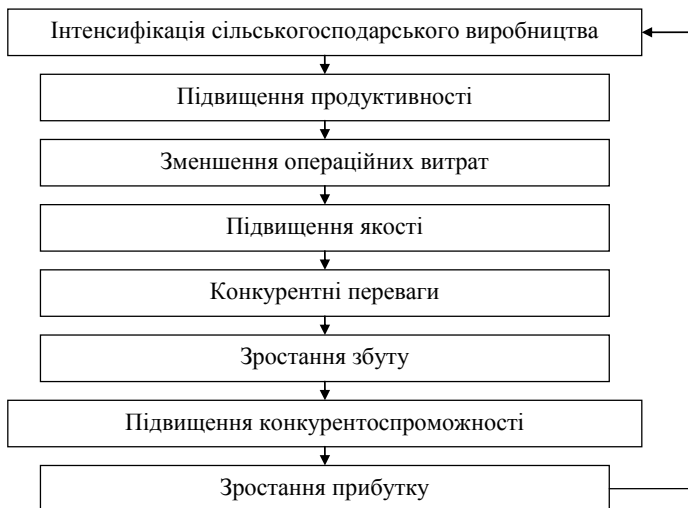 Інтенсифікація сільськогосподарського виробництва
Підвищення продуктивності
Зменшення операційних витрат
Підвищення якості
Конкурентні переваги
Зростання збуту
Підвищення конкурентоспроможності
Зростання прибутку